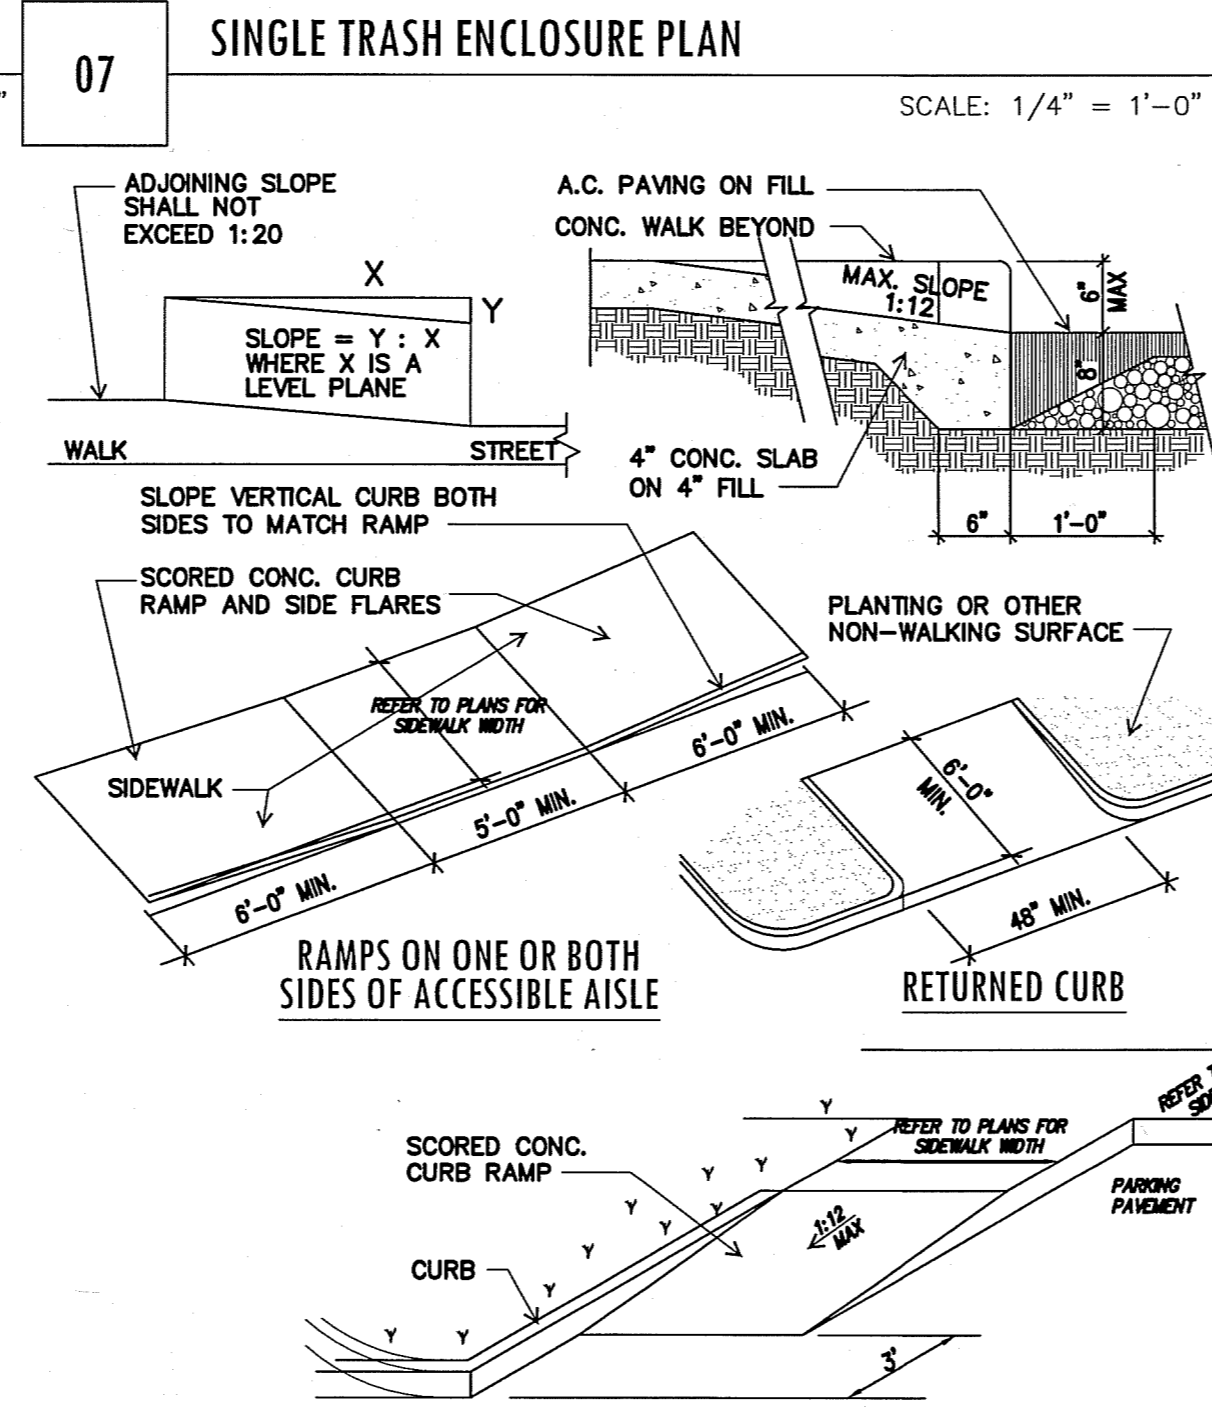 07
SINGLE TRASH ENCLOSURE PLAN
SCALE: 1/4" = 1'-0"
ADJOINING SLOPE
SHALL NOT
EXCEED 1:20
X
Y
SLOPE = Y : X
WHERE X IS A
LEVEL PLANE
WALK
STREET
A.C. PAVING ON FILL
CONC. WALK BEYOND
MAX. SLOPE
1:12
6"
MAX
8"
4" CONC. SLAB
ON 4" FILL
6"
1'-0"
SLOPE VERTICAL CURB BOTH
SIDES TO MATCH RAMP
SCORED CONC. CURB
RAMP AND SIDE FLARES
REFER TO PLANS FOR
SIDEWALK WIDTH
SIDEWALK
6'-0" MIN.
5'-0" MIN.
6'-0" MIN.
RAMPS ON ONE OR BOTH
SIDES OF ACCESSIBLE AISLE
PLANTING OR OTHER
NON-WALKING SURFACE
6'-0"
MIN.
48" MIN.
RETURNED CURB
SCORED CONC.
CURB RAMP
REFER TO PLANS FOR
SIDEWALK WIDTH
REFER
PARKING
PAVEMENT
1:12
MAX
CURB
3'